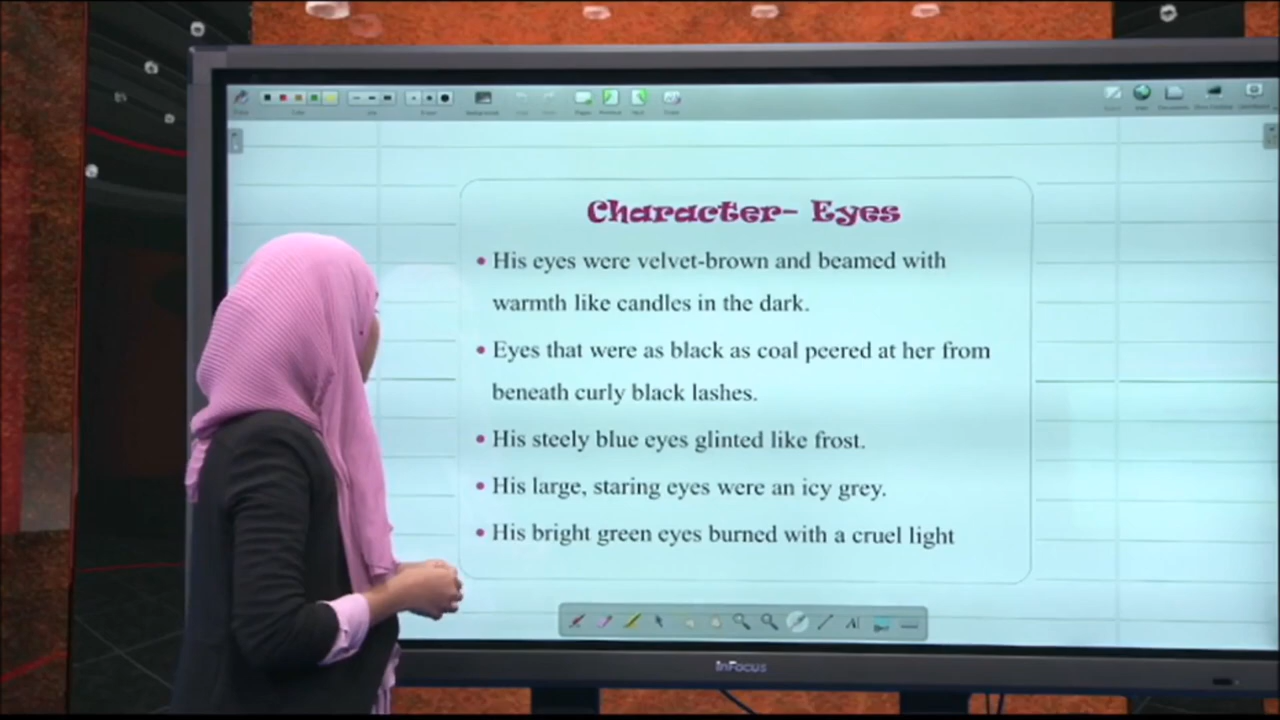 Character- Eyes
• His eyes were velvet-brown and beamed with
warmth like candles in the dark.
• Eyes that were as black as coal peered at her from
beneath curly black lashes.
• His steely blue eyes glinted like frost.
• His large, staring eyes were an icy grey.
• His bright green eyes burned with a cruel light
InFocus